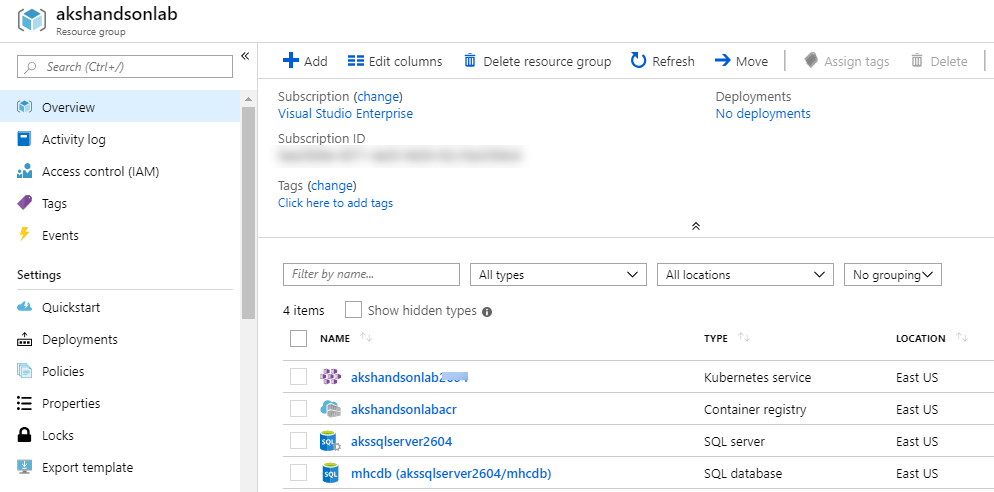 akshandsonlab
Resource group
Search (Ctrl+/)
Overview
Activity log
Access control (IAM)
Tags
Events
Settings
Quickstart
Deployments
Policies
Properties
Locks
Export template
Add
Edit columns
Delete resource group
Refresh
Move
Assign tags
Delete
Subscription (change)
Visual Studio Enterprise
Subscription ID
Tags (change)
Click here to add tags
Deployments
No deployments
Filter by name...
All types
All locations
No grouping
4 items
Show hidden types
NAME TYPE LOCATION
Kubernetes service East US
akshandsonlabacr Container registry East US
akssqlserver2604 SQL server East US
mhcdb (akssqlserver2604/mhcdb) SQL database East US